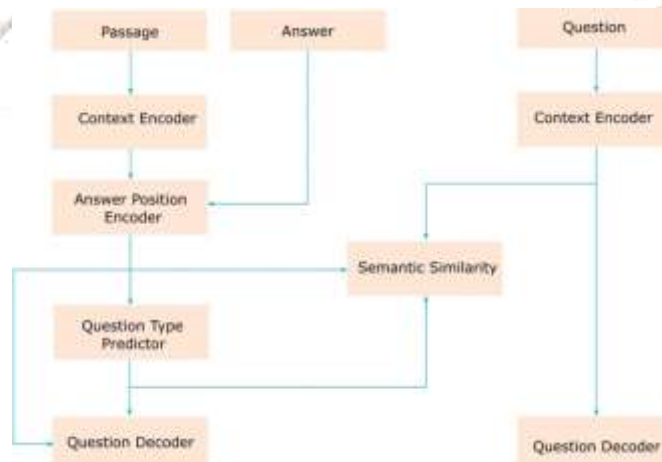 Passage
Answer
Question
Context Encoder
Context Encoder
Answer Position
Encoder
Semantic Similarity
Question Type
Predictor
Question Decoder
Question Decoder